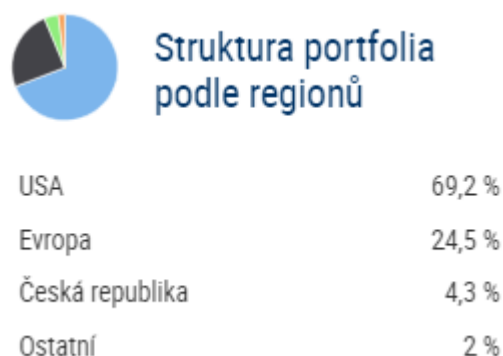 Struktura portfolia
podle regionů
USA 69,2 %
Evropa 24,5 %
Česká republika 4,3 %
Ostatní 2 %